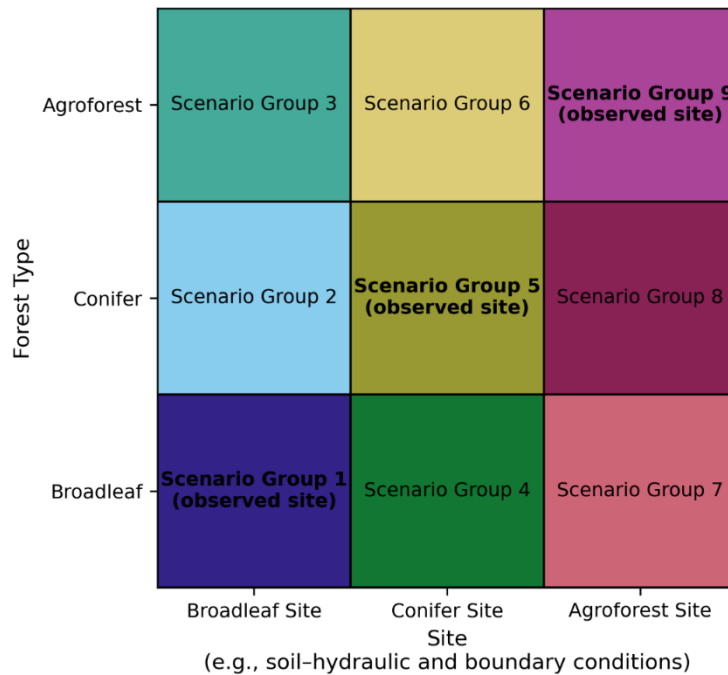 Agroforest
Scenario Group 3
Scenario Group 6
Scenario Group 9
(observed site)
Forest Type
Conifer
Scenario Group 2
Scenario Group 5
(observed site)
Scenario Group 8
Broadleaf
Scenario Group 1
(observed site)
Scenario Group 4
Scenario Group 7
Broadleaf Site
Conifer Site
Agroforest Site
Site
(e.g., soil–hydraulic and boundary conditions)